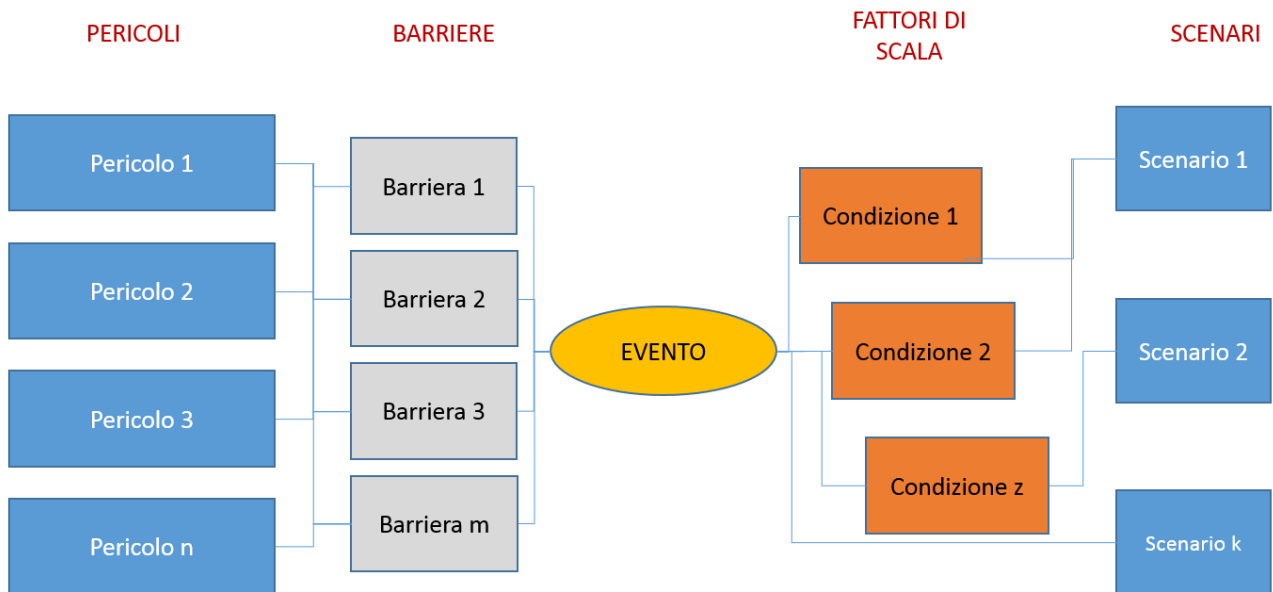 PERICOLI
BARRIERE
FATTORI DI
SCALA
SCENARI
Pericolo 1
Pericolo 2
Pericolo 3
Pericolo n
Barriera 1
Barriera 2
Barriera 3
Barriera m
EVENTO
Condizione 1
Condizione 2
Condizione z
Scenario 1
Scenario 2
Scenario k